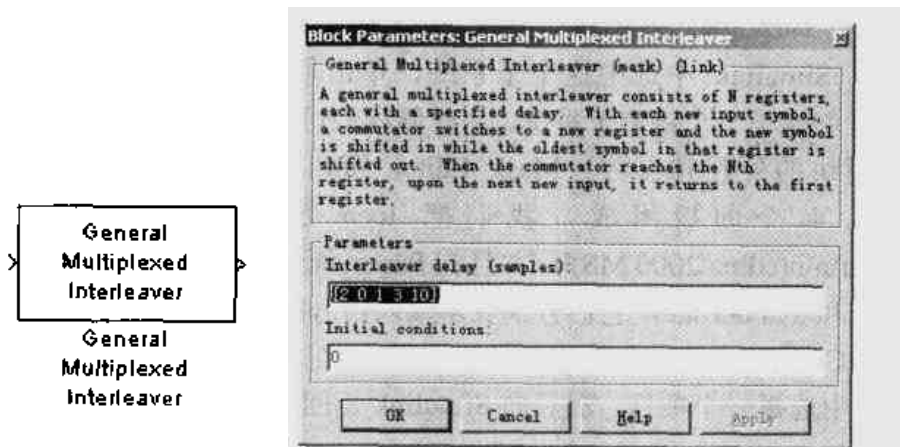 General
Multiplexed
Interleaver
General
Multiplexed
Interleaver
Block Parameters: General Multiplexed Interleaver
General Multiplexed Interleaver (mask) (link)
A general multiplexed interleaver consists of N registers,
each with a specified delay. With each new input symbol,
a commutator switches to a new register and the new symbol
is shifted in while the oldest symbol in that register is
shifted out. When the commutator reaches the Nth
register, upon the next new input, it returns to the first
register.
Parameters
Interleaver delay (samples)
[2 0 1 3 10]
Initial conditions:
0
OK Cancel Help Apply